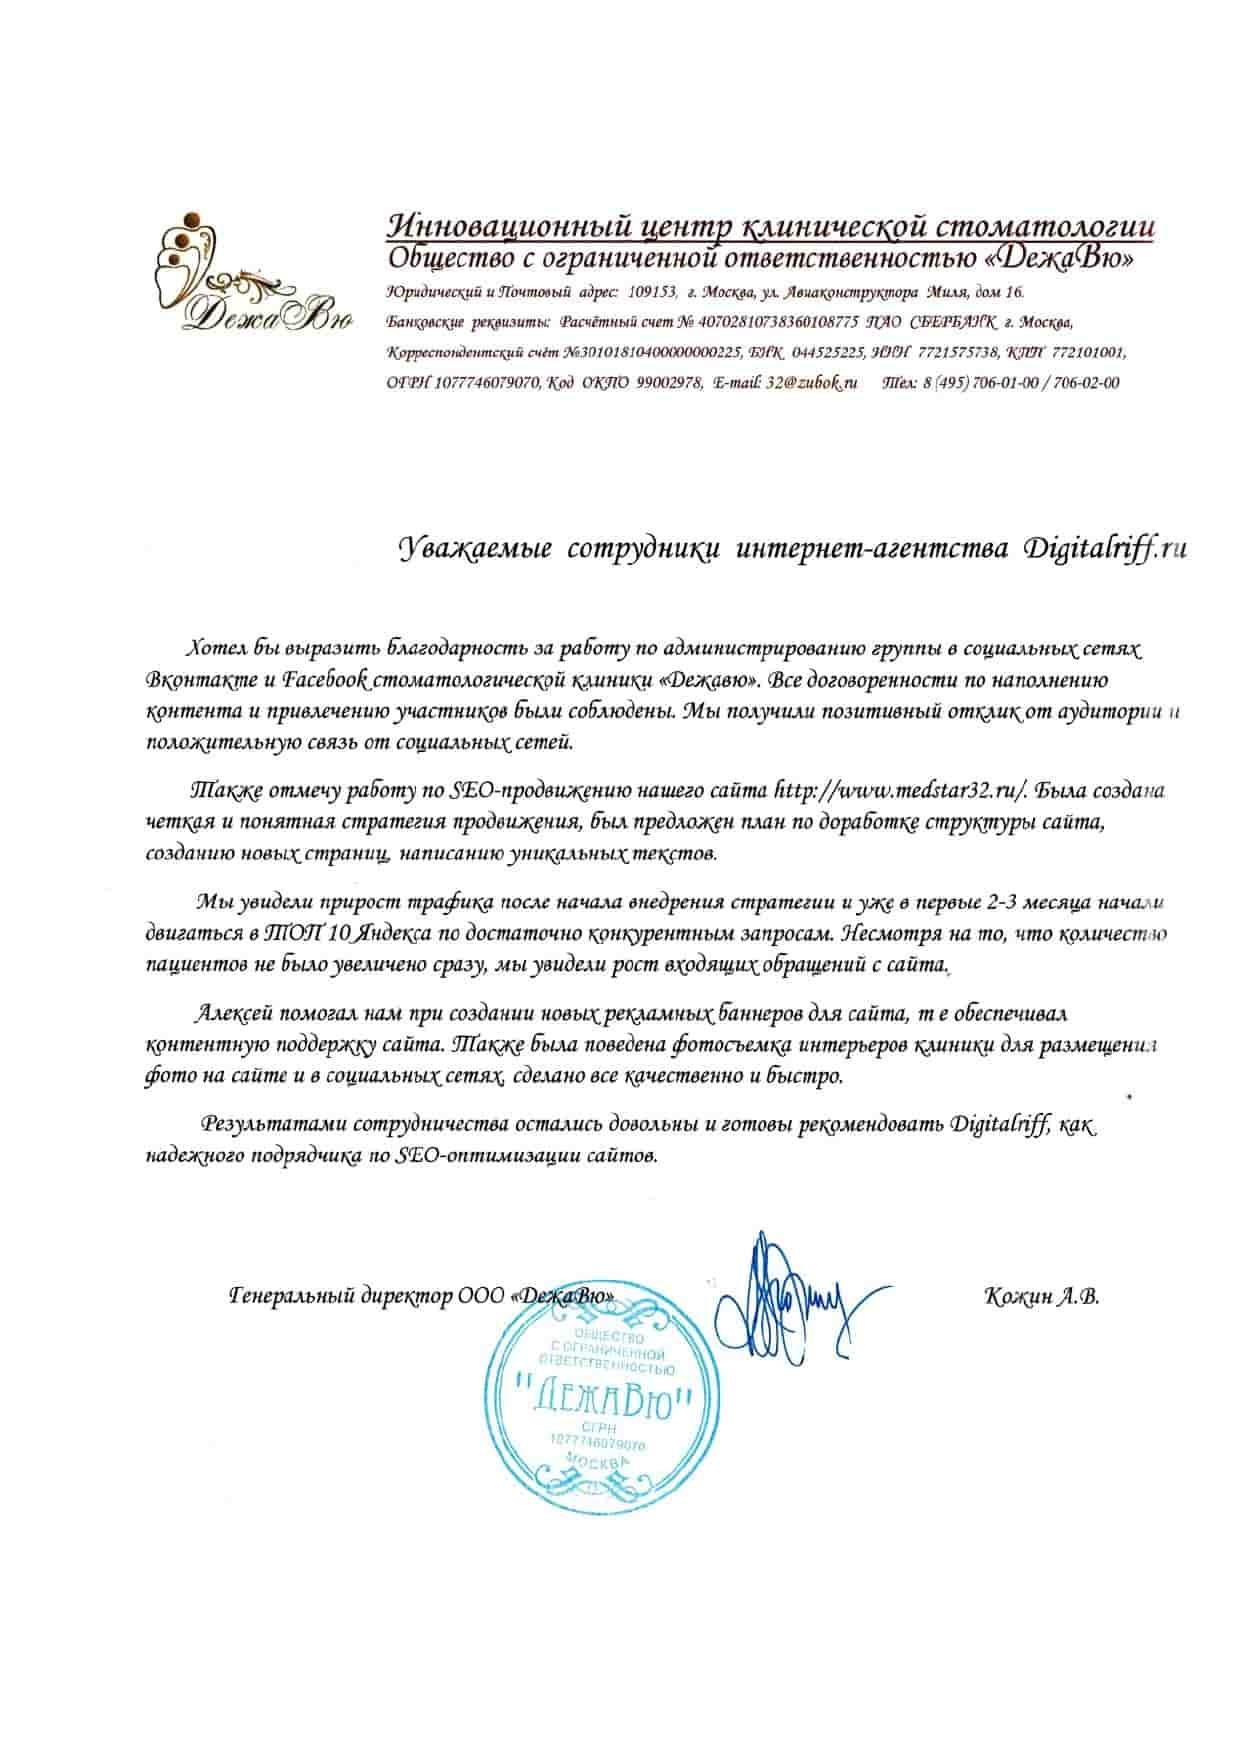 Инновационный центр клинической стоматологии
Общество с ограниченной ответственностью «ДежаВю»
ДежаВю
Юридический и Почтовый адрес: 109153, г. Москва, ул. Авиаконструктора Миля, дом 16.
Банковские реквизиты: Расчётный счет № 40702810738360108775 ПАО СБЕРБАНК г. Москва,
Корреспондентский счёт №30101810400000000225, БИК 044525225, ИНН 7721575738, КПП 772101001,
ОГРН 1077746079070, Код ОКПО 99002978, E-mail: 32@zubok.ru Тел: 8 (495) 706-01-00 / 706-02-00
Уважаемые сотрудники интернет-агентства Digitalriff.ru
Хотел бы выразить благодарность за работу по администрированию группы в социальных сетях
Вконтакте и Facebook стоматологической клиники «Дежавю». Все договоренности по наполнению
контента и привлечению участников были соблюдены. Мы получили позитивный отклик от аудитории и
положительную связь от социальных сетей.
Также отмечу работу по SEO-продвижению нашего сайта http://www.medstar32.ru/. Была создана
четкая и понятная стратегия продвижения, был предложен план по доработке структуры сайта,
созданию новых страниц, написанию уникальных текстов.
Мы увидели прирост трафика после начала внедрения стратегии и уже в первые 2-3 месяца начали
двигаться в ТОП 10 Яндекса по достаточно конкурентным запросам. Несмотря на то, что количество
пациентов не было увеличено сразу, мы увидели рост входящих обращений с сайта.
Алексей помогал нам при создании новых рекламных баннеров для сайта, т е обеспечивал
контентную поддержку сайта. Также была поведена фотосъемка интерьеров клиники для размещения
фото на сайте и в социальных сетях, сделано все качественно и быстро.
Результатами сотрудничества остались довольны и готовы рекомендовать Digitalriff, как
надежного подрядчика по SEO-оптимизации сайтов.
Генеральный директор ООО «ДежаВю» Кожин А.В.
ОБЩЕСТВО
С ОГРАНИЧЕННОЙ
ОТВЕТСТВЕННОСТЬЮ
"ДежаВю"
ОГРН
1077746079070
МОСКВА